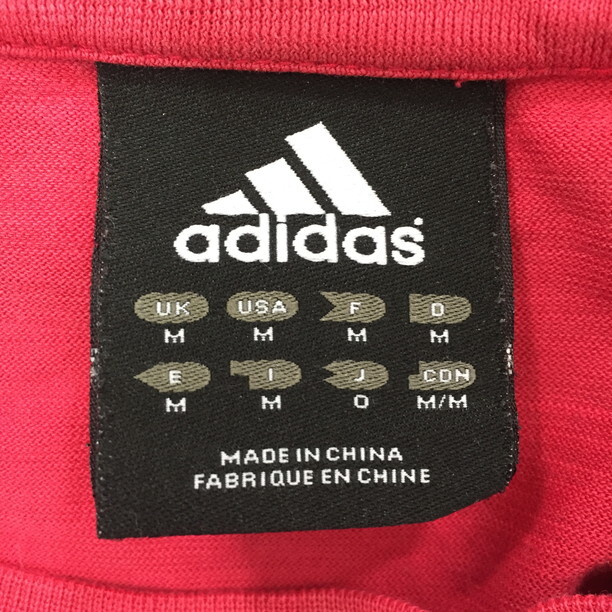 adidas
UK USA F D
M M M M
E I J CDN
M M O M/M
MADE IN CHINA
FABRIQUE EN CHINE